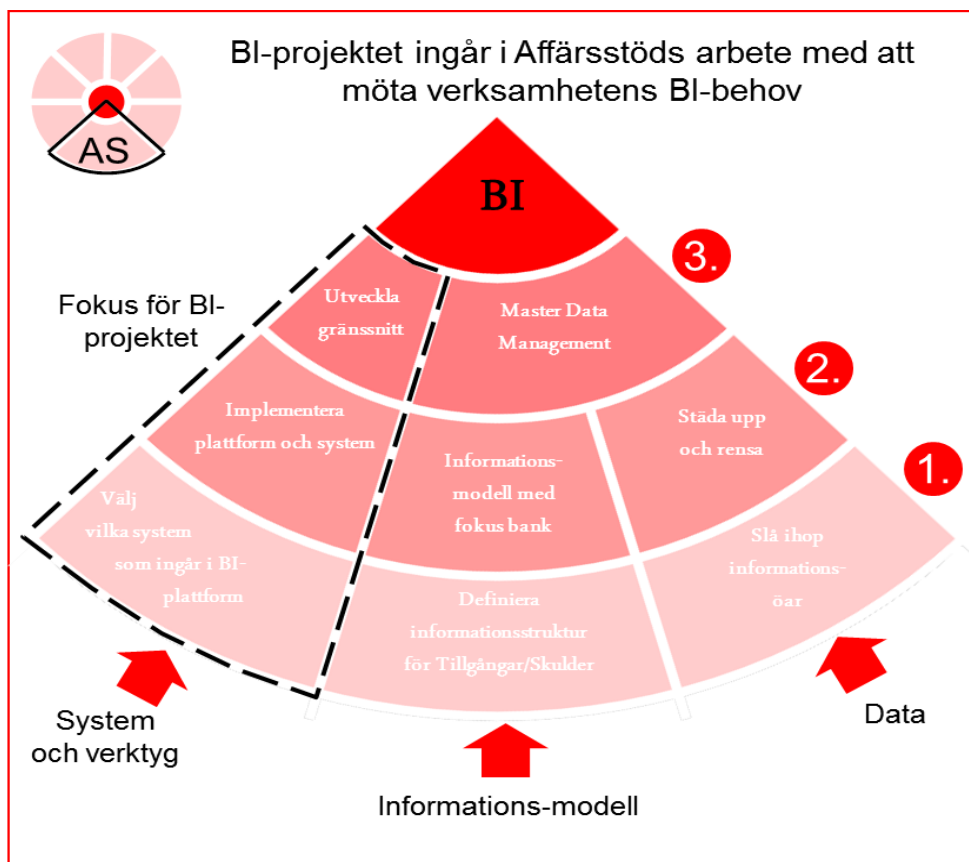 BI-projektet ingår i Affärsstöds arbete med att
möta verksamhetens BI-behov
AS
BI
3.
Fokus för BI-
projektet
Utveckla
gränssnitt
Master Data
Management
2.
Implementera
plattform och system
Informations-
modell med
fokus bank
Städa upp
och rensa
1.
Välj
vilka system
som ingår i BI-
plattform
Definiera
informationsstruktur
för Tillgångar/Skulder
Slå ihop
informations-
öar
System
och verktyg
Informations-modell
Data